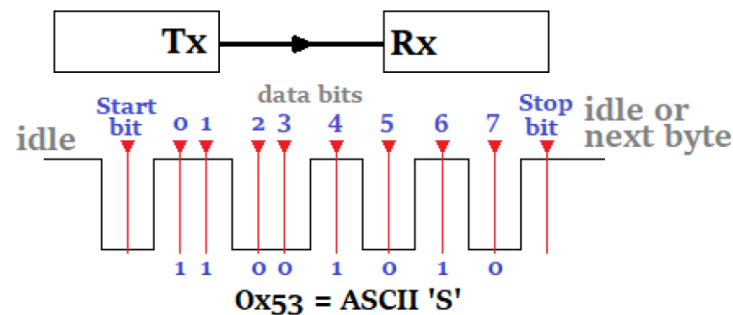 Tx Rx
data bits
Start bit 0 1 2 3 4 5 6 7 Stop bit
idle idle or next byte
1 1 0 0 1 0 1 0
0x53 = ASCII 'S'